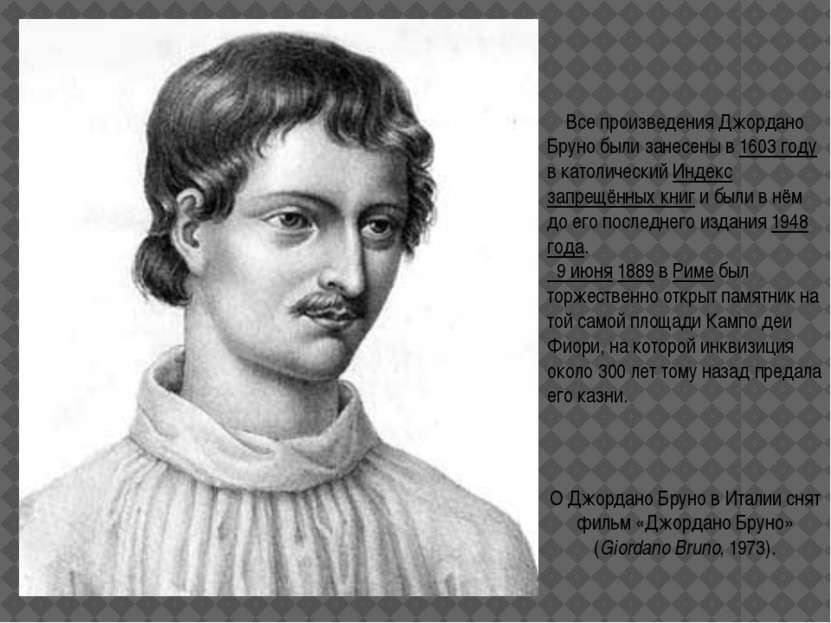 Все произведения Джордано
Бруно были занесены в 1603 году
в католический Индекс
запрещённых книг и были в нём
до его последнего издания 1948
года.
9 июня 1889 в Риме был
торжественно открыт памятник на
той самой площади Кампо деи
Фиори, на которой инквизиция
около 300 лет тому назад предала
его казни.
О Джордано Бруно в Италии снят
фильм «Джордано Бруно»
(Giordano Bruno, 1973).